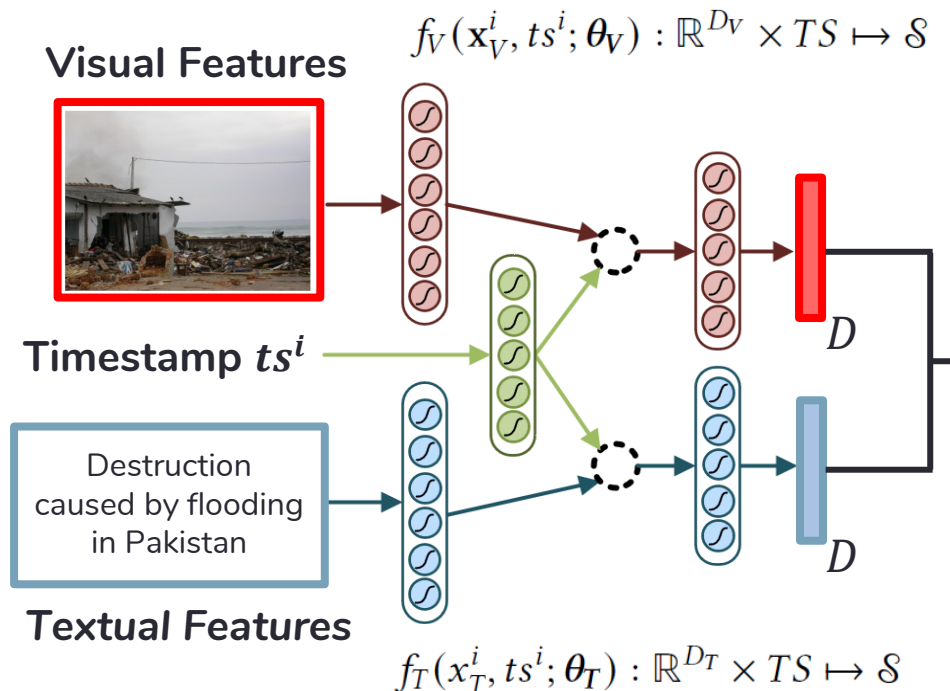 f_V(𝐱_V^i, ts^i; 𝜽_V) : ℝ^{D_V} × TS ↦ 𝒮
Visual Features
D
Timestamp ts^i
Destruction
caused by flooding
in Pakistan
D
Textual Features
f_T(x_T^i, ts^i; 𝜽_T) : ℝ^{D_T} × TS ↦ 𝒮